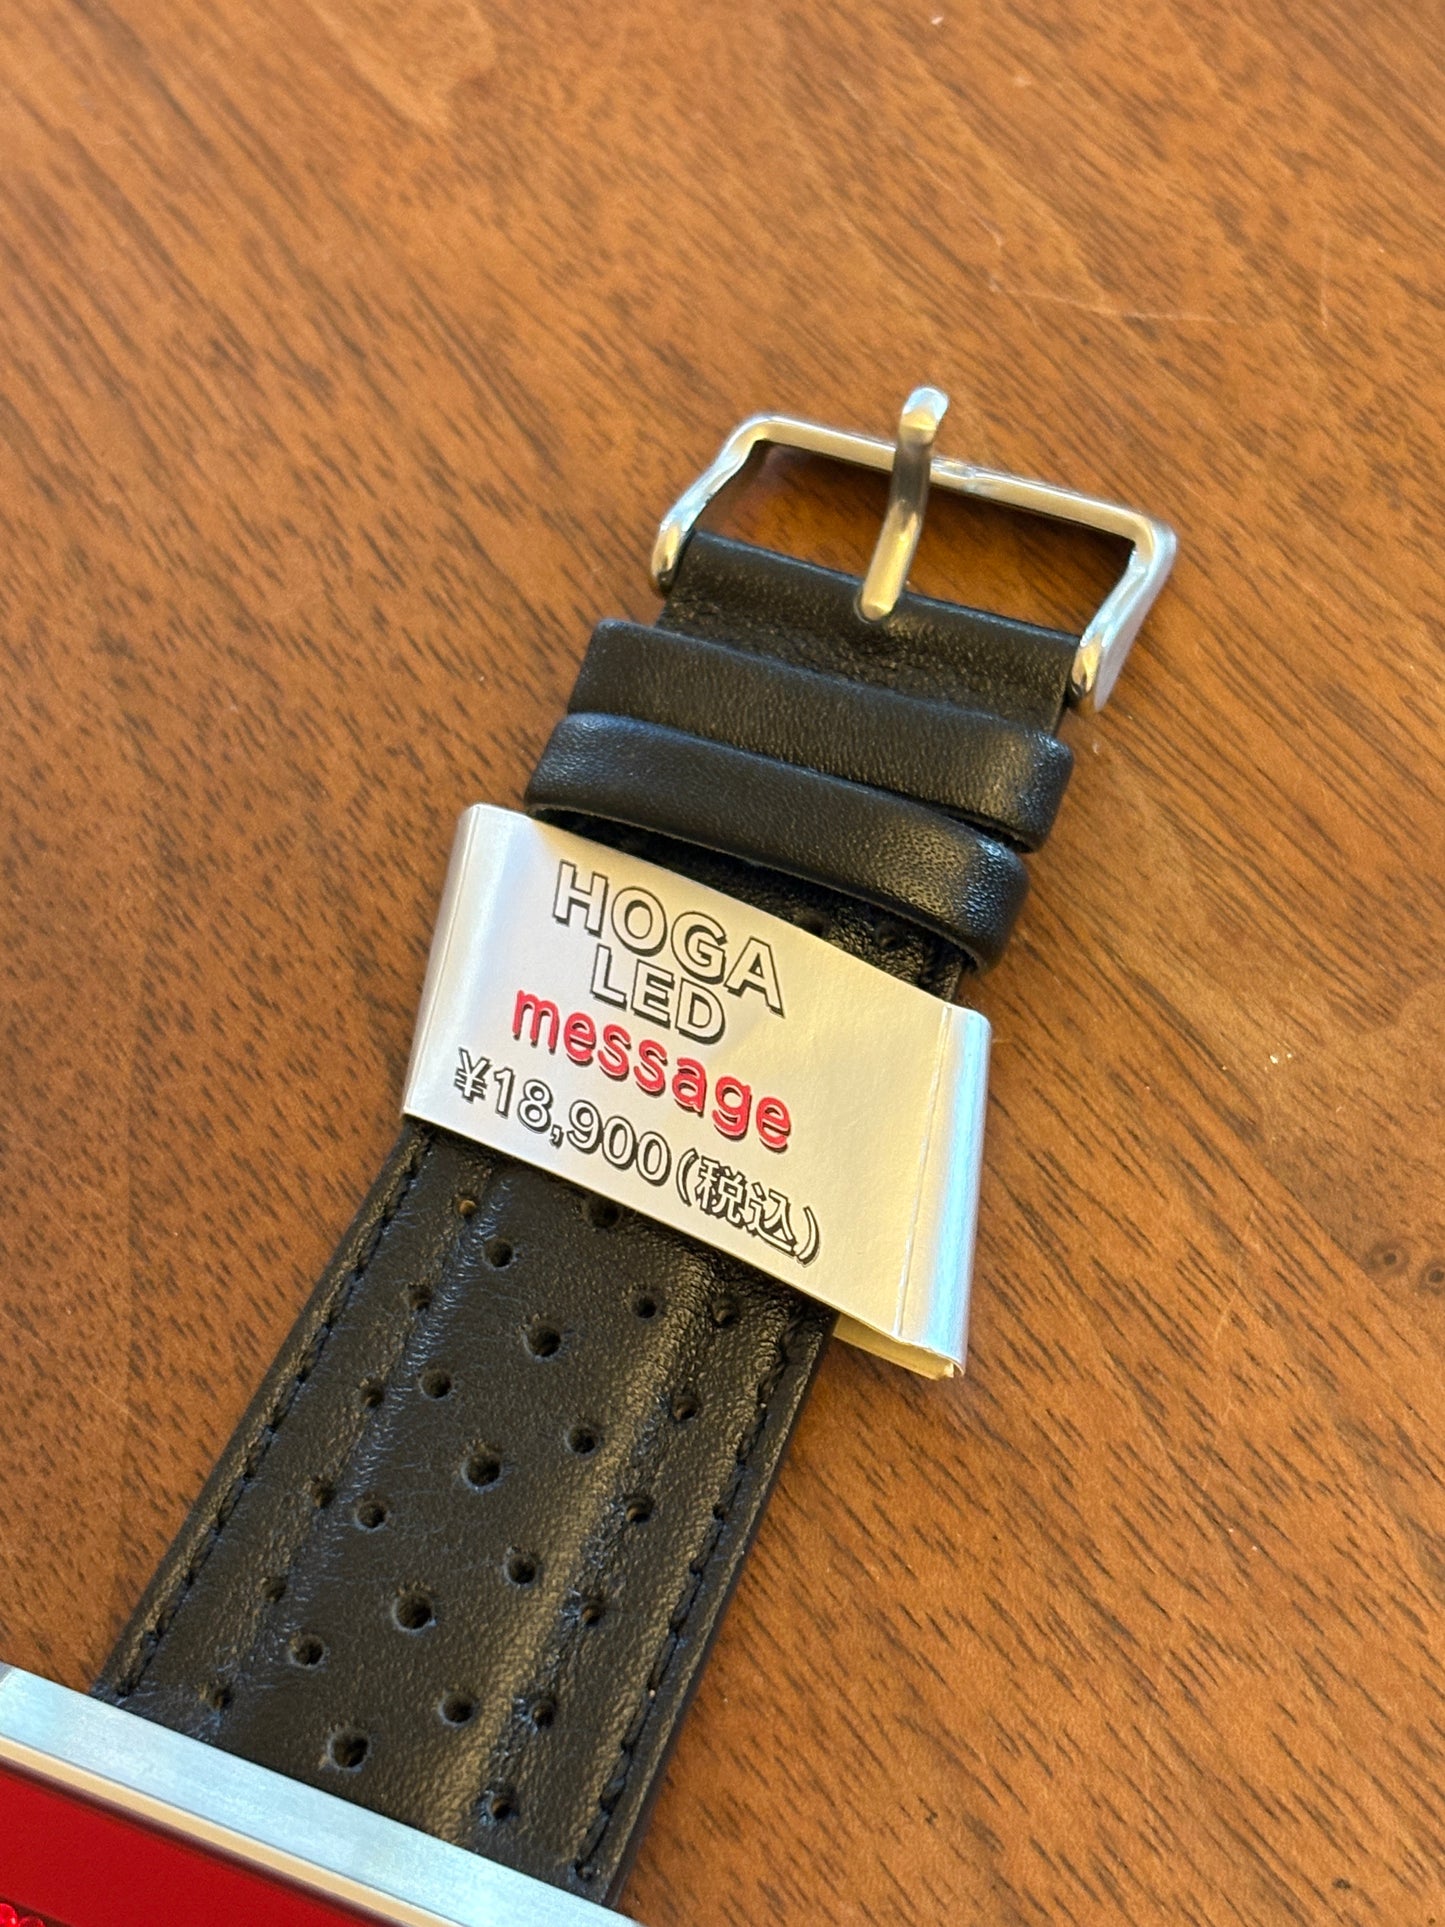 HOGA
LED
message
¥18,900(税込)